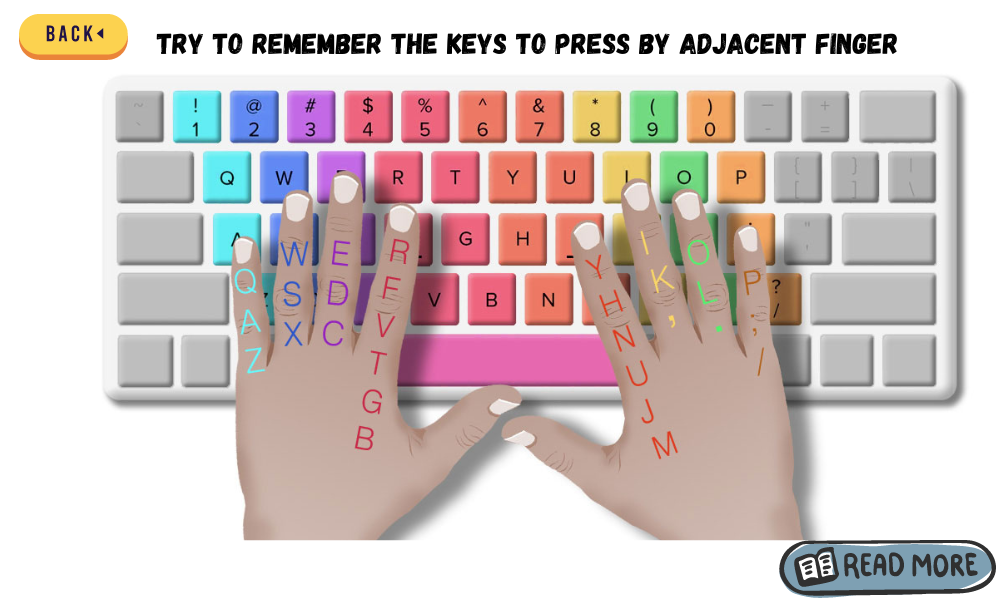 BACK
TRY TO REMEMBER THE KEYS TO PRESS BY ADJACENT FINGER
~ ! @ # $ % ^ & * ( ) — +
` 1 2 3 4 5 6 7 8 9 0 - =
Q W E R T Y U I O P { } |
[ ] \
A G H : "
'
V B N ?
/
Q A Z
W S X
E D C
R F V T G B
Y H N U J M
I K ,
O L .
P ; /
READ MORE